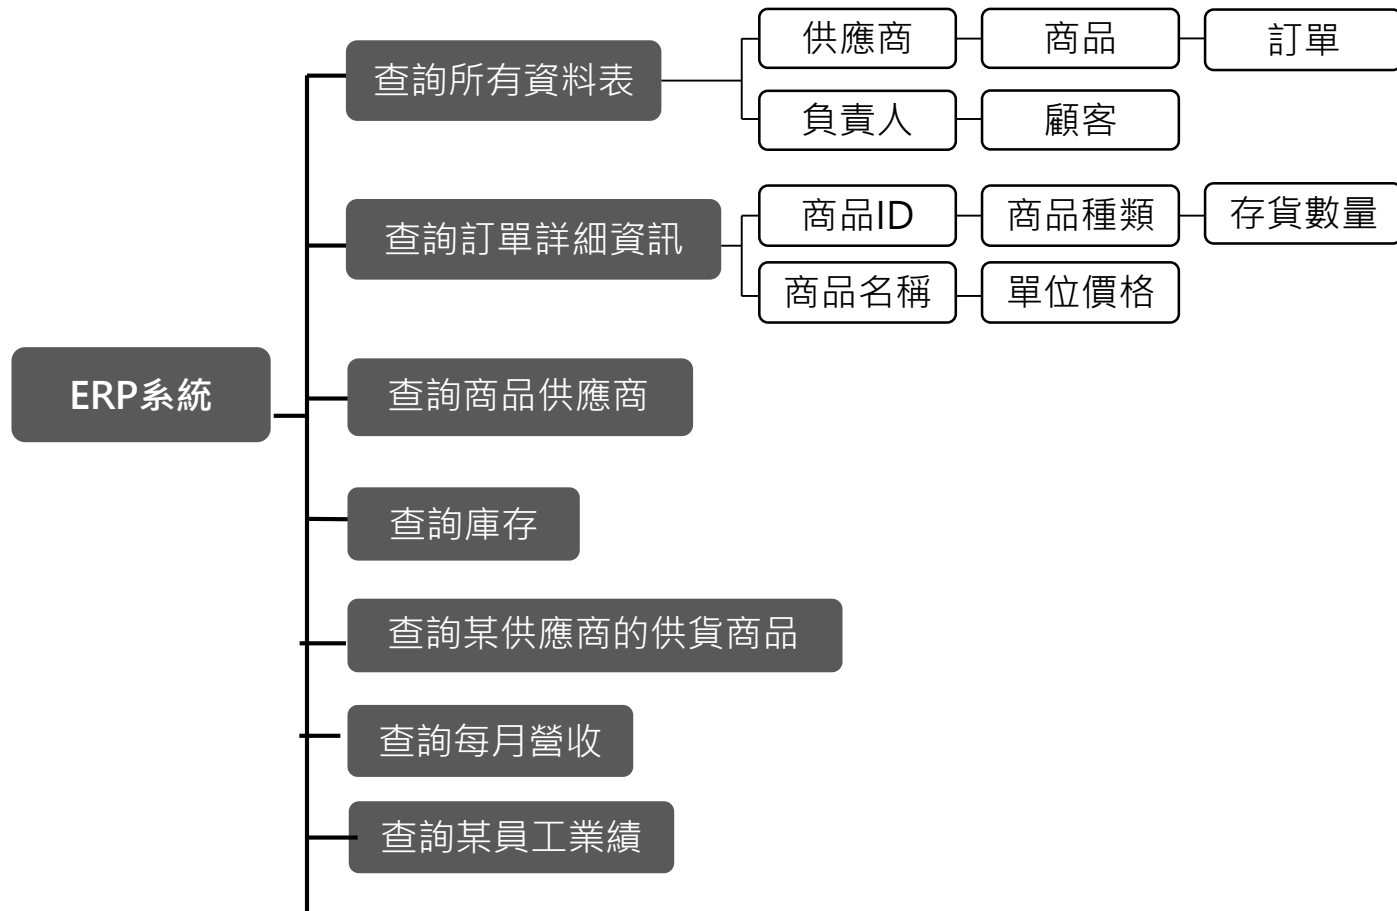 供應商
商品
訂單
查詢所有資料表
負責人
顧客
商品ID
商品種類
存貨數量
查詢訂單詳細資訊
商品名稱
單位價格
ERP系統
查詢商品供應商
查詢庫存
查詢某供應商的供貨商品
查詢每月營收
查詢某員工業績